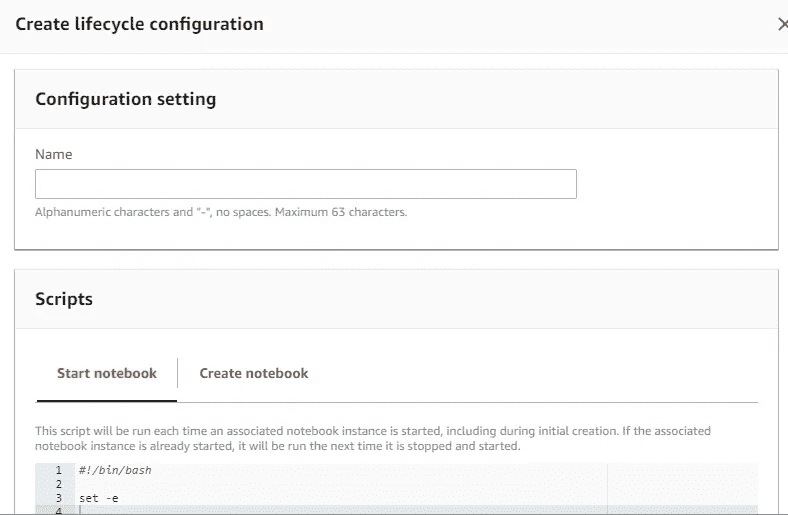 Create lifecycle configuration
Configuration setting
Name
Alphanumeric characters and "-", no spaces. Maximum 63 characters.
Scripts
Start notebook Create notebook
This script will be run each time an associated notebook instance is started, including during initial creation. If the associated
notebook instance is already started, it will be run the next time it is stopped and started.
1 #!/bin/bash
2
3 set -e
4